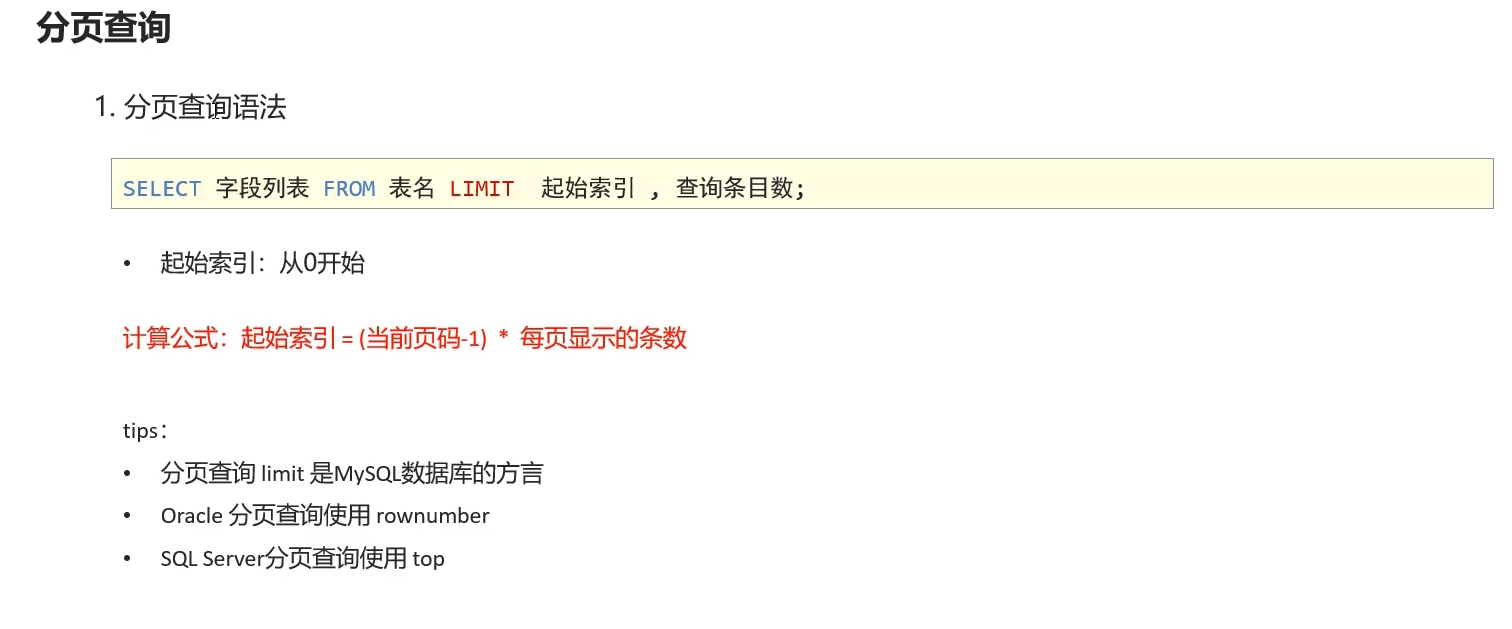 分页查询
1. 分页查询语法
SELECT 字段列表 FROM 表名 LIMIT 起始索引 , 查询条目数;
• 起始索引：从0开始
计算公式：起始索引 = (当前页码-1) * 每页显示的条数
tips：
• 分页查询 limit 是MySQL数据库的方言
• Oracle 分页查询使用 rownumber
• SQL Server分页查询使用 top